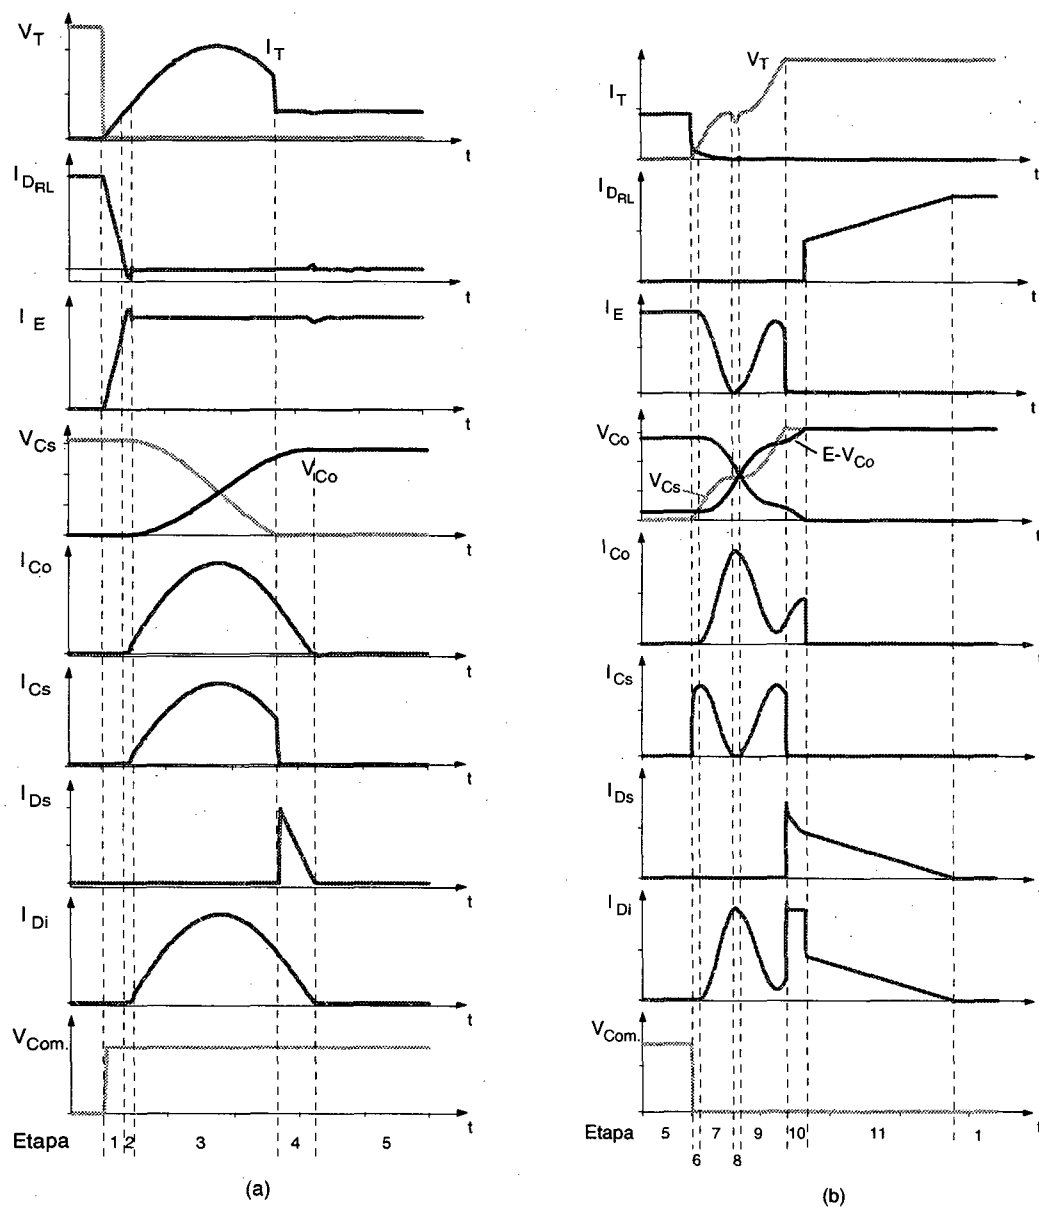 V_T
I_T
t
I_DRL
t
I_E
t
V_Cs
V_Co
t
I_Co
t
I_Cs
t
I_Ds
t
I_Di
t
V_Com.
t
Etapa 1 2 3 4 5
(a)
V_T
I_T
t
I_DRL
t
I_E
t
V_Co
E-V_Co
V_Cs
t
I_Co
t
I_Cs
t
I_Ds
t
I_Di
t
V_Com.
t
Etapa 5 6 7 8 9 10 11 1
(b)